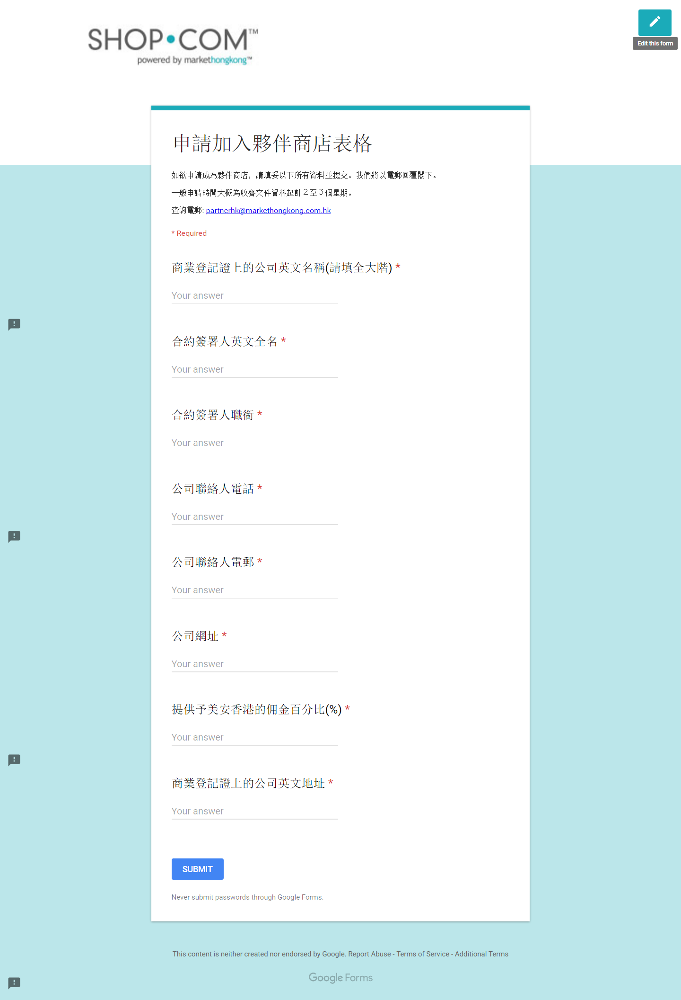 SHOP•COM™
powered by markethongkong™
Edit this form
申請加入夥伴商店表格
如欲申請成為夥伴商店，請填妥以下所有資料並提交。我們將以電郵回覆閣下。
一般申請時間大概為收齊文件資料起計２至３個星期。
查詢電郵: partnerhk@markethongkong.com.hk
* Required
商業登記證上的公司英文名稱(請填全大階) *
Your answer
合約簽署人英文全名 *
Your answer
合約簽署人職銜 *
Your answer
公司聯絡人電話 *
Your answer
公司聯絡人電郵 *
Your answer
公司網址 *
Your answer
提供予美安香港的佣金百分比(%) *
Your answer
商業登記證上的公司英文地址 *
Your answer
SUBMIT
Never submit passwords through Google Forms.
This content is neither created nor endorsed by Google. Report Abuse - Terms of Service - Additional Terms
Google Forms